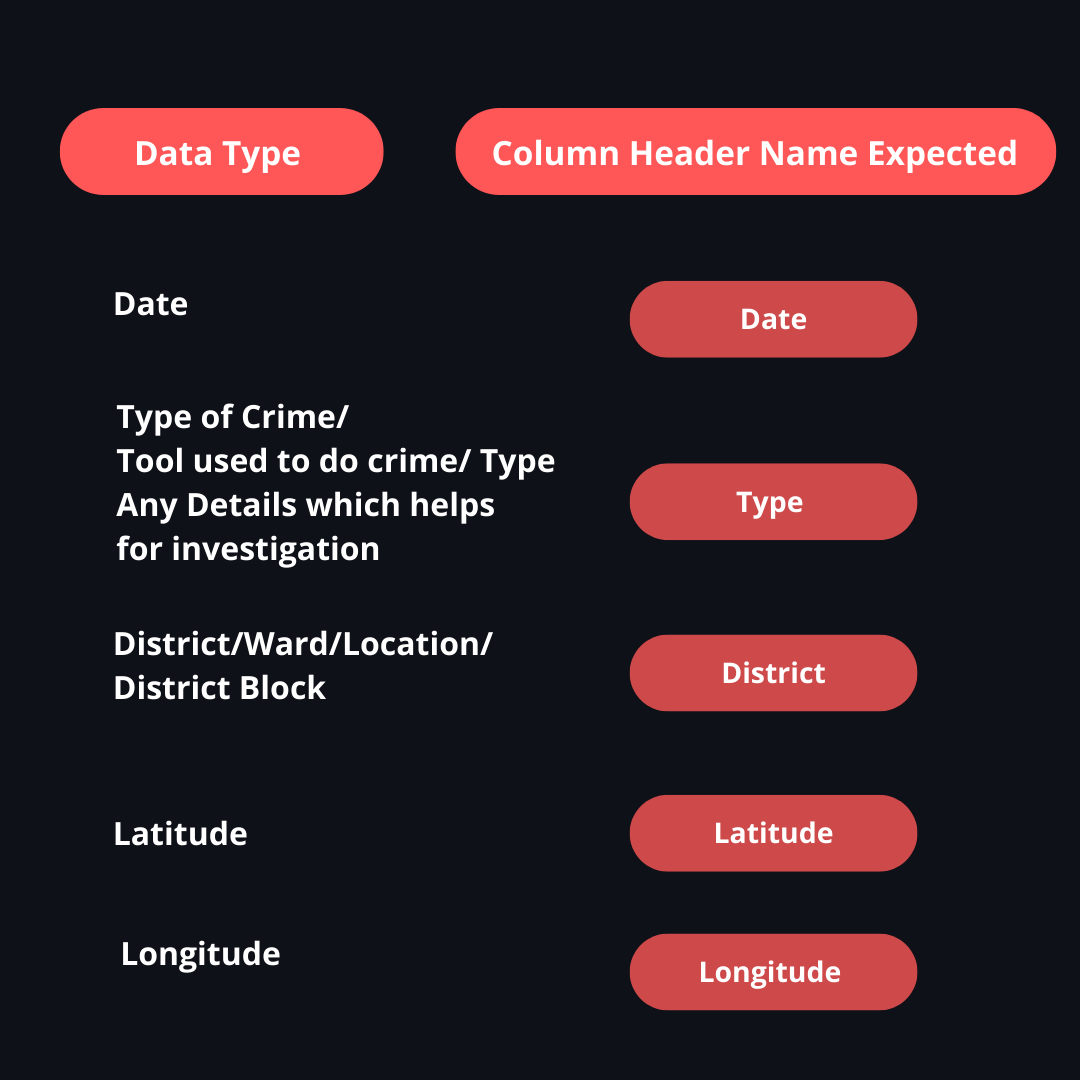 Data Type
Column Header Name Expected
Date
Date
Type of Crime/
Tool used to do crime/ Type
Any Details which helps
for investigation
Type
District/Ward/Location/
District Block
District
Latitude
Latitude
Longitude
Longitude